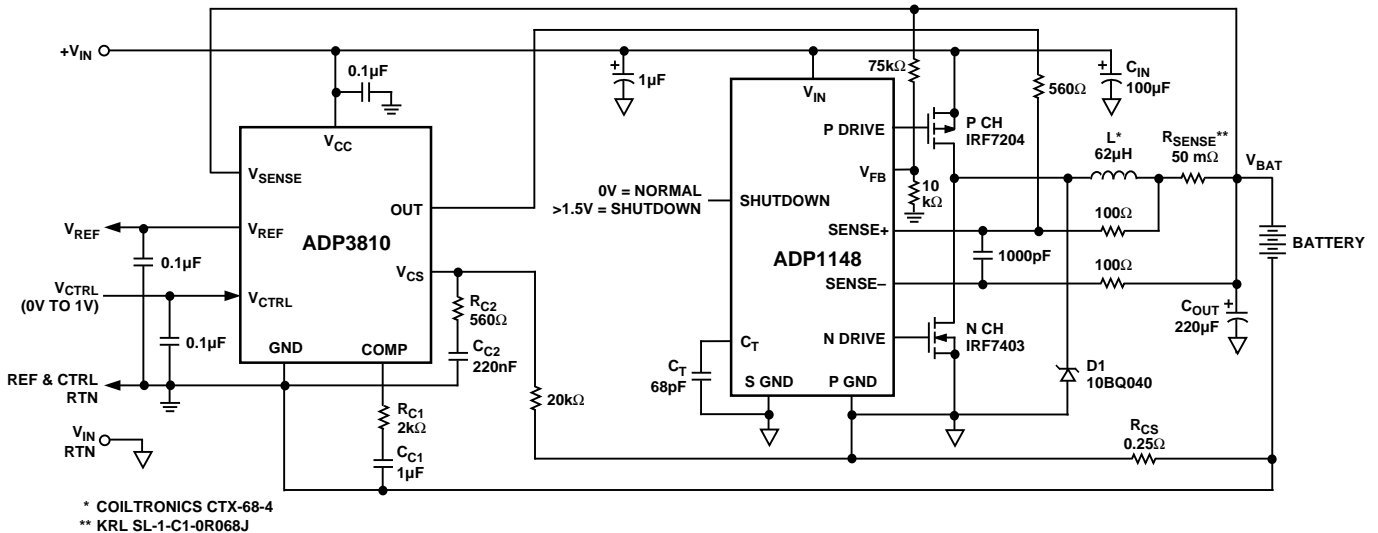 +VIN
0.1µF
1µF
75kΩ
560Ω
CIN
100µF
VCC
VSENSE
VREF
VREF
ADP3810
OUT
VCS
0.1µF
VCTRL
(0V TO 1V)
VCTRL
0.1µF
GND
COMP
REF & CTRL
RTN
VIN
RTN
RC2
560Ω
CC2
220nF
RC1
2kΩ
CC1
1µF
20kΩ
0V = NORMAL
>1.5V = SHUTDOWN
SHUTDOWN
VIN
P DRIVE
VFB
ADP1148
SENSE+
SENSE–
N DRIVE
CT
CT
68pF
S GND
P GND
P CH
IRF7204
10
kΩ
1000pF
N CH
IRF7403
L*
62µH
RSENSE**
50 mΩ
VBAT
100Ω
100Ω
BATTERY
COUT
220µF
D1
10BQ040
RCS
0.25Ω
* COILTRONICS CTX-68-4
** KRL SL-1-C1-0R068J